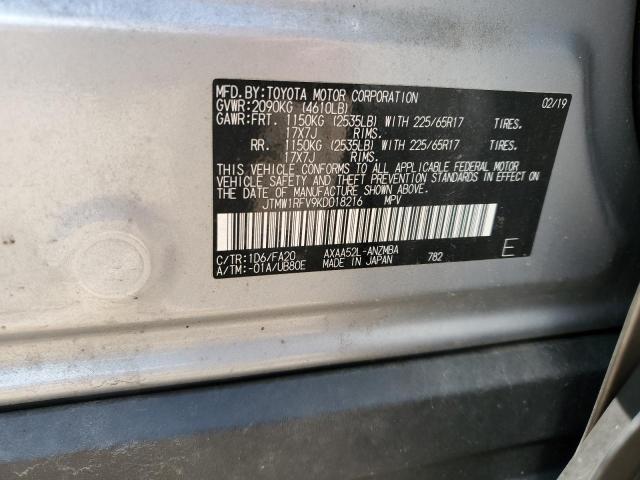 MFD.BY:TOYOTA MOTOR CORPORATION 02/19
GVWR:2090KG (4610LB)
GAWR:FRT. 1150KG (2535LB) WITH 225/65R17 TIRES.
17X7J RIMS.
RR. 1150KG (2535LB) WITH 225/65R17 TIRES.
17X7J RIMS.
THIS VEHICLE CONFORMS TO ALL APPLICABLE FEDERAL MOTOR
VEHICLE SAFETY AND THEFT PREVENTION STANDARDS IN EFFECT ON
THE DATE OF MANUFACTURE SHOWN ABOVE.
JTMW1RFV9KD018216 MPV
C/TR:1D6/FA20 AXAA52L-ANZMBA
A/TM:-01A/UB80E MADE IN JAPAN 782 E